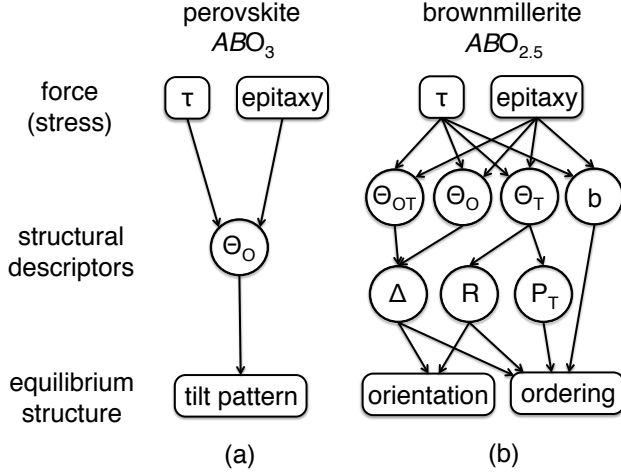 perovskite brownmillerite
ABO3 ABO2.5
force τ epitaxy τ epitaxy
(stress)
ΘOT ΘO ΘT b
structural ΘO
descriptors
Δ R PT
equilibrium tilt pattern orientation ordering
structure
(a) (b)